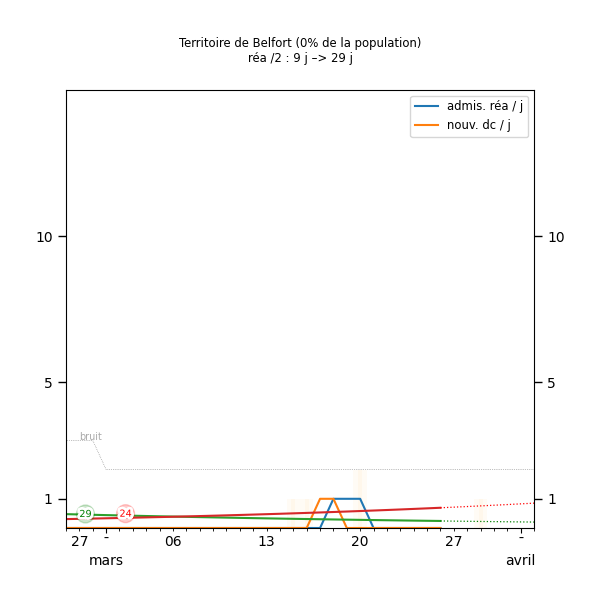 Territoire de Belfort (0% de la population)
réa /2 : 9 j –> 29 j
admis. réa / j
nouv. dc / j
10 10
5 5
bruit
1 1
29 24
27 - 06 13 20 27 -
mars avril